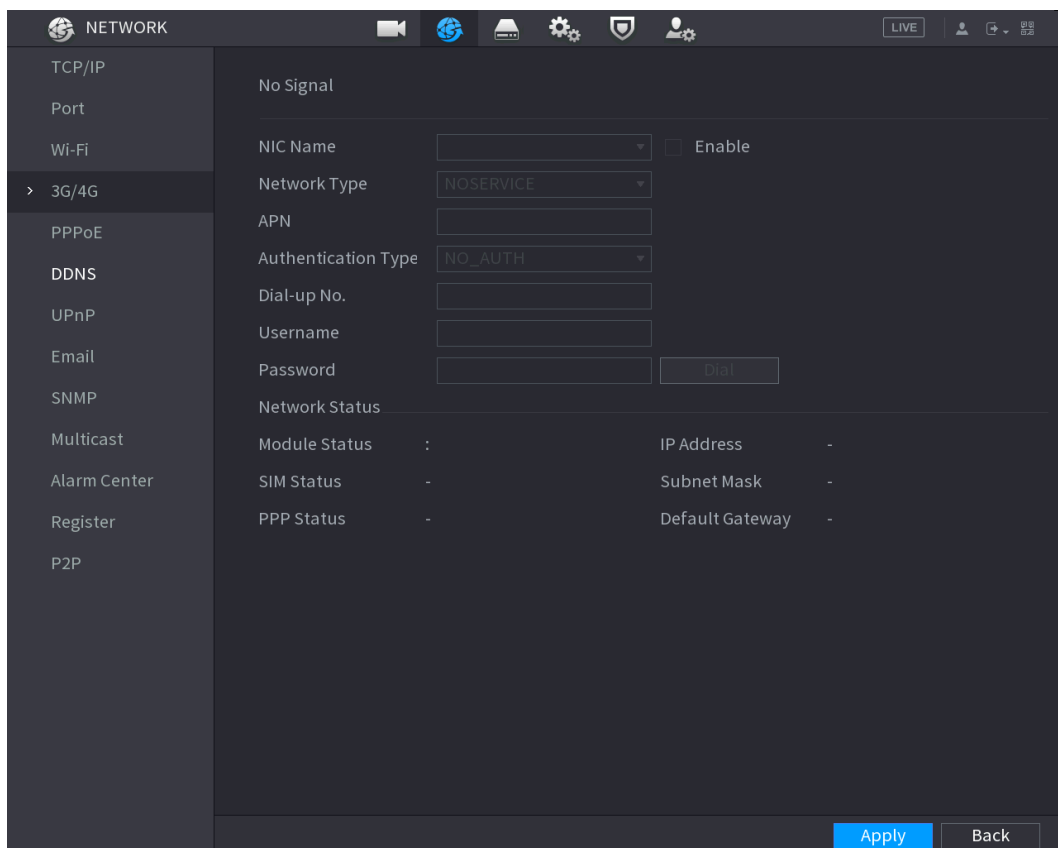 NETWORK
LIVE
TCP/IP
Port
Wi-Fi
3G/4G
PPPoE
DDNS
UPnP
Email
SNMP
Multicast
Alarm Center
Register
P2P
No Signal
NIC Name Enable
Network Type NOSERVICE
APN
Authentication Type NO_AUTH
Dial-up No.
Username
Password Dial
Network Status
Module Status : IP Address -
SIM Status - Subnet Mask -
PPP Status - Default Gateway -
Apply Back